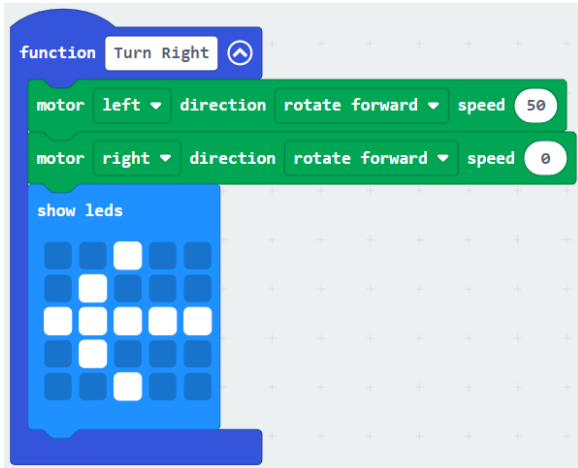 function Turn Right
motor left direction rotate forward speed 50
motor right direction rotate forward speed 0
show leds